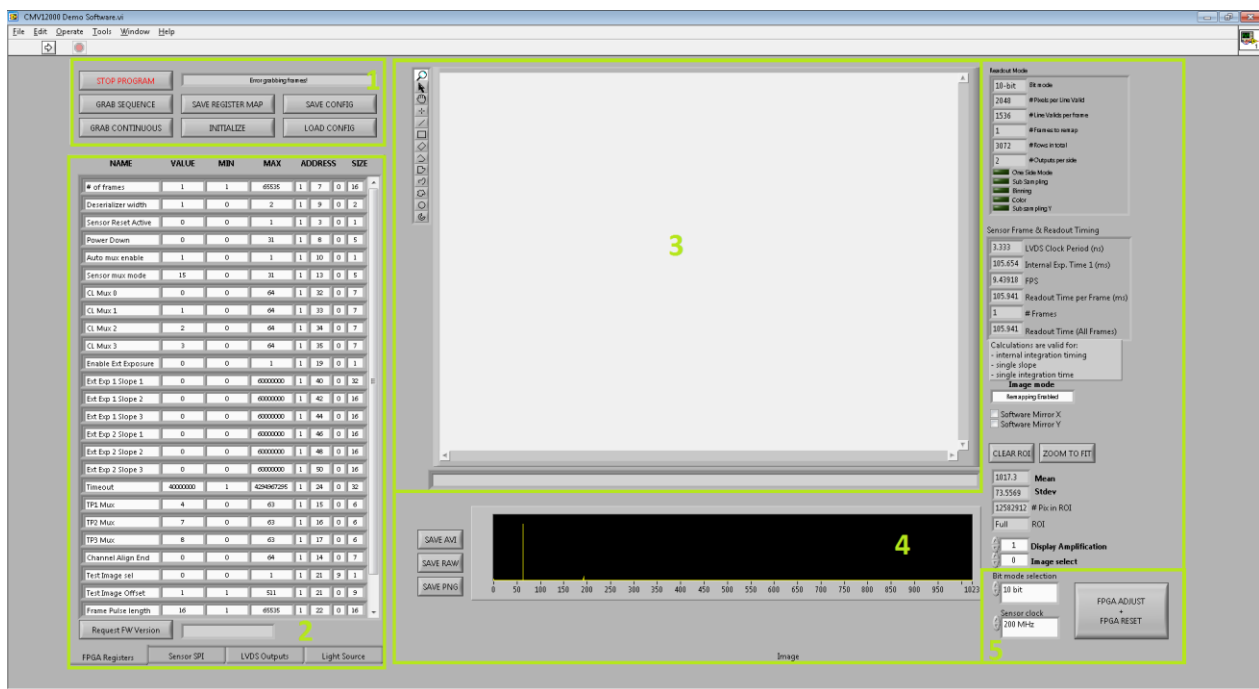 CMV12000 Demo Software.vi
File Edit Operate Tools Window Help
STOP PROGRAM Error grabbing frames! 1
GRAB SEQUENCE SAVE REGISTER MAP SAVE CONFIG
GRAB CONTINUOUS INITIALIZE LOAD CONFIG
NAME VALUE MIN MAX ADDRESS SIZE
# of frames 1 1 65535 1 7 0 16
Deserializer width 1 0 2 1 9 0 2
Sensor Reset Active 0 0 1 1 3 0 1
Power Down 0 0 31 1 8 0 5
Auto mux enable 1 0 1 1 10 0 1
Sensor mux mode 15 0 31 1 13 0 5
CL Mux 0 0 0 64 1 32 0 7
CL Mux 1 1 0 64 1 33 0 7
CL Mux 2 2 0 64 1 34 0 7
CL Mux 3 3 0 64 1 35 0 7
Enable Ext Exposure 0 0 1 1 19 0 1
Ext Exp 1 Slope 1 0 0 60000000 1 40 0 32
Ext Exp 1 Slope 2 0 0 60000000 1 42 0 16
Ext Exp 1 Slope 3 0 0 60000000 1 44 0 16
Ext Exp 2 Slope 1 0 0 60000000 1 46 0 16
Ext Exp 2 Slope 2 0 0 60000000 1 48 0 16
Ext Exp 2 Slope 3 0 0 60000000 1 50 0 16
Timeout 40000000 1 4294967295 1 24 0 32
TP1 Mux 4 0 63 1 15 0 6
TP2 Mux 7 0 63 1 16 0 6
TP3 Mux 8 0 63 1 17 0 6
Channel Align End 0 0 64 1 14 0 7
Test Image sel 0 0 1 1 21 9 1
Test Image Offset 1 1 511 1 21 0 9
Frame Pulse length 16 1 65535 1 22 0 16
Request FW Version 2
FPGA Registers Sensor SPI LVDS Outputs Light Source
3
SAVE AVI
SAVE RAW
SAVE PNG
4
0 50 100 150 200 250 300 350 400 450 500 550 600 650 700 750 800 850 900 950 1023
Image
Readout Mode
10-bit Bit mode
2048 # Pixels per Line Valid
1536 # Line Valids per frame
1 # Frames to remap
3072 # Rows in total
2 # Outputs per side
One Side Mode
Sub Sampling
Binning
Color
Subsampling Y
Sensor Frame & Readout Timing
3.333 LVDS Clock Period (ns)
105.654 Internal Exp. Time 1 (ms)
9.43918 FPS
105.941 Readout Time per Frame (ms)
1 # Frames
105.941 Readout Time (All Frames)
Calculations are valid for:
- internal integration timing
- single slope
- single integration time
Image mode
Remapping Enabled
Software Mirror X
Software Mirror Y
CLEAR ROI ZOOM TO FIT
1017.3 Mean
73.5569 Stdev
12582912 # Pix in ROI
Full ROI
1 Display Amplification
0 Image select
Bit mode selection
10 bit
Sensor clock
200 MHz
FPGA ADJUST
+
FPGA RESET
5